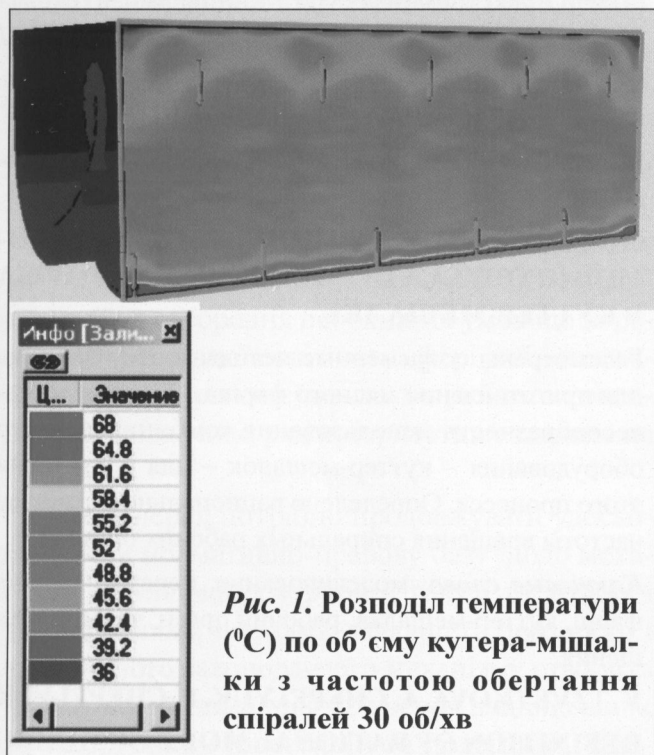 Инфо [Зали...
Ц... Значение
68
64.8
61.6
58.4
55.2
52
48.8
45.6
42.4
39.2
36
Рис. 1. Розподіл температури
(⁰С) по об’єму кутера-мішал-
ки з частотою обертання
спіралей 30 об/хв